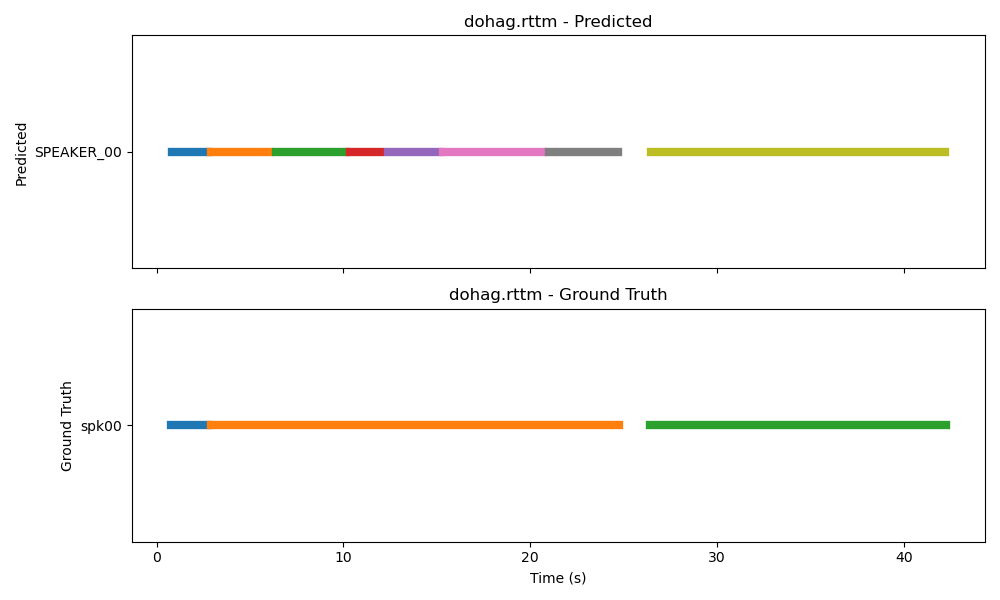 dohag.rttm - Predicted
Predicted
SPEAKER_00
dohag.rttm - Ground Truth
Ground Truth
spk00
0 10 20 30 40
Time (s)